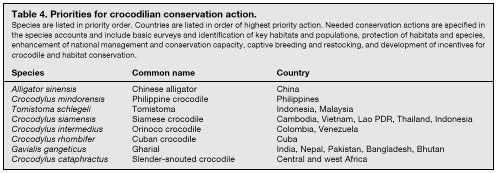 Table 4. Priorities for crocodilian conservation action.
Species are listed in priority order. Countries are listed in order of highest priority action. Needed conservation actions are specified in
the species accounts and include basic surveys and identification of key habitats and populations, protection of habitats and species,
enhancement of national management and conservation capacity, captive breeding and restocking, and development of incentives for
crocodile and habitat conservation.
Species Common name Country
Alligator sinensis Chinese alligator China
Crocodylus mindorensis Philippine crocodile Philippines
Tomistoma schlegeli Tomistoma Indonesia, Malaysia
Crocodylus siamensis Siamese crocodile Cambodia, Vietnam, Lao PDR, Thailand, Indonesia
Crocodylus intermedius Orinoco crocodile Colombia, Venezuela
Crocodylus rhombifer Cuban crocodile Cuba
Gavialis gangeticus Gharial India, Nepal, Pakistan, Bangladesh, Bhutan
Crocodylus cataphractus Slender-snouted crocodile Central and west Africa